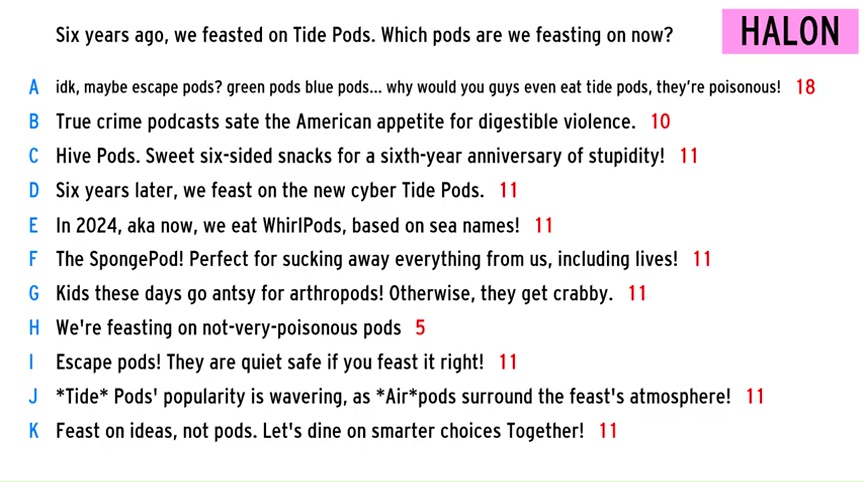 Six years ago, we feasted on Tide Pods. Which pods are we feasting on now?
HALON
A idk, maybe escape pods? green pods blue pods... why would you guys even eat tide pods, they're poisonous! 18
B True crime podcasts sate the American appetite for digestible violence. 10
C Hive Pods. Sweet six-sided snacks for a sixth-year anniversary of stupidity! 11
D Six years later, we feast on the new cyber Tide Pods. 11
E In 2024, aka now, we eat WhirlPods, based on sea names! 11
F The SpongePod! Perfect for sucking away everything from us, including lives! 11
G Kids these days go antsy for arthropods! Otherwise, they get crabby. 11
H We're feasting on not-very-poisonous pods 5
I Escape pods! They are quiet safe if you feast it right! 11
J *Tide* Pods' popularity is wavering, as *Air*pods surround the feast's atmosphere! 11
K Feast on ideas, not pods. Let's dine on smarter choices Together! 11